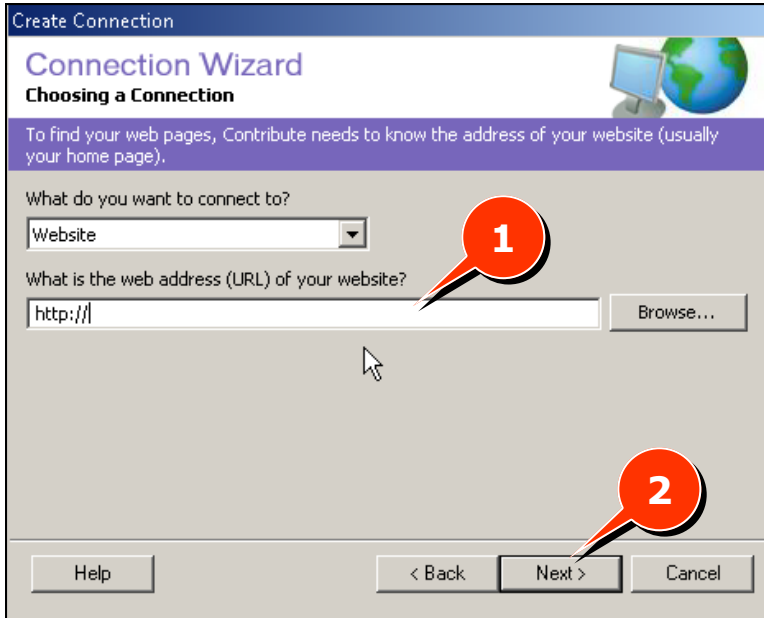 Create Connection
Connection Wizard
Choosing a Connection
To find your web pages, Contribute needs to know the address of your website (usually
your home page).
What do you want to connect to?
Website
1
What is the web address (URL) of your website?
http://
Browse...
2
Help
< Back
Next >
Cancel